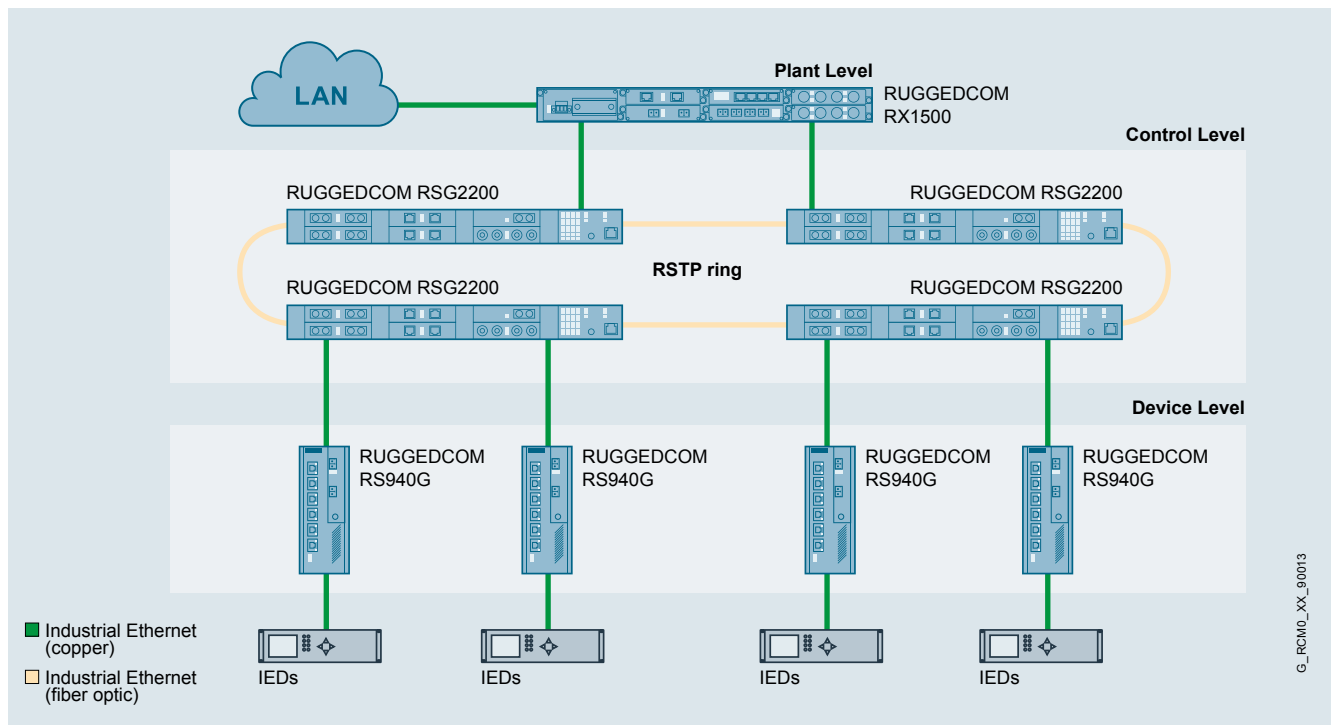 LAN
Plant Level
RUGGEDCOM
RX1500
Control Level
RUGGEDCOM RSG2200
RUGGEDCOM RSG2200
RSTP ring
RUGGEDCOM RSG2200
RUGGEDCOM RSG2200
Device Level
RUGGEDCOM
RS940G
RUGGEDCOM
RS940G
RUGGEDCOM
RS940G
RUGGEDCOM
RS940G
Industrial Ethernet
(copper)
Industrial Ethernet
(fiber optic)
IEDs
IEDs
IEDs
IEDs
G_RCM0_XX_90013